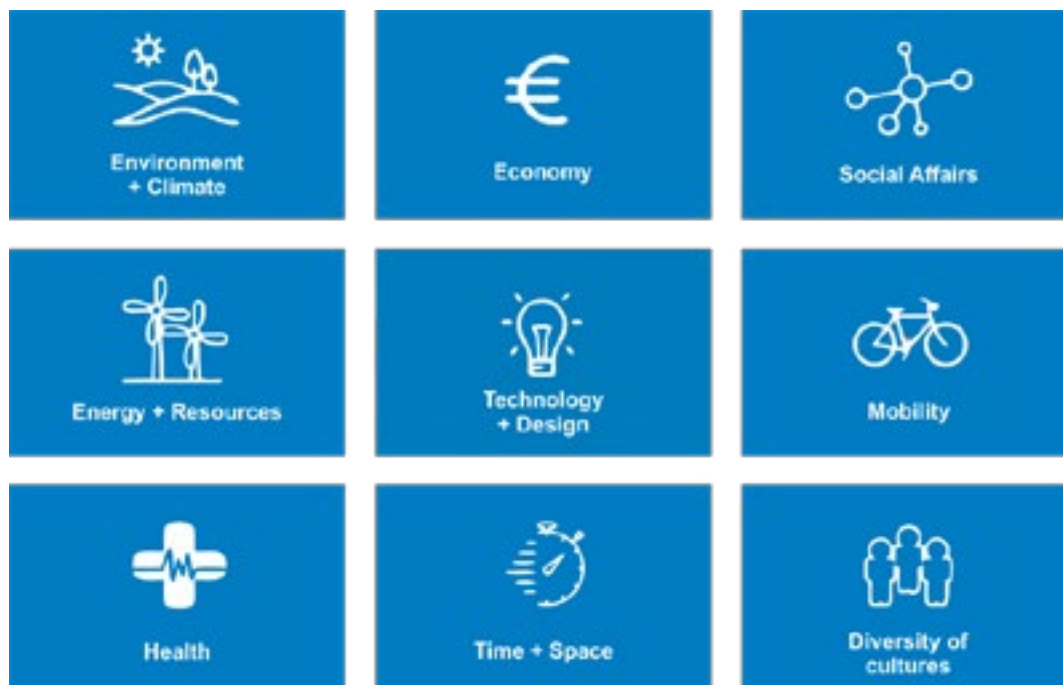 Environment
+ Climate
Economy
Social Affairs
Energy + Resources
Technology
+ Design
Mobility
Health
Time + Space
Diversity of
cultures